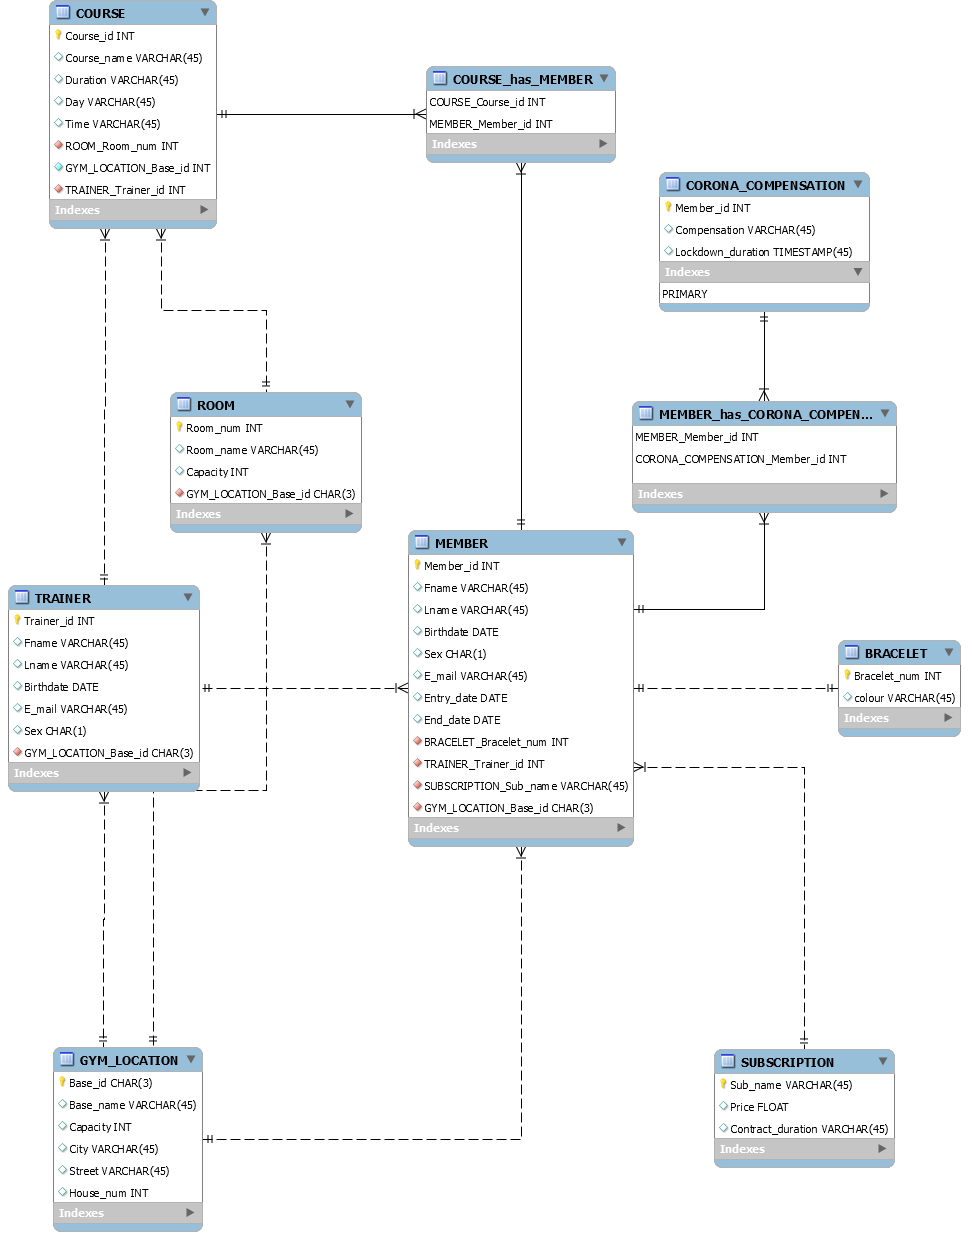 COURSE
Course_id INT
Course_name VARCHAR(45)
Duration VARCHAR(45)
Day VARCHAR(45)
Time VARCHAR(45)
ROOM_Room_num INT
GYM_LOCATION_Base_id INT
TRAINER_Trainer_id INT
Indexes
COURSE_has_MEMBER
COURSE_Course_id INT
MEMBER_Member_id INT
Indexes
CORONA_COMPENSATION
Member_id INT
Compensation VARCHAR(45)
Lockdown_duration TIMESTAMP(45)
Indexes
PRIMARY
ROOM
Room_num INT
Room_name VARCHAR(45)
Capacity INT
GYM_LOCATION_Base_id CHAR(3)
Indexes
MEMBER_has_CORONA_COMPEN...
MEMBER_Member_id INT
CORONA_COMPENSATION_Member_id INT
Indexes
MEMBER
Member_id INT
Fname VARCHAR(45)
Lname VARCHAR(45)
Birthdate DATE
Sex CHAR(1)
E_mail VARCHAR(45)
Entry_date DATE
End_date DATE
BRACELET_Bracelet_num INT
TRAINER_Trainer_id INT
SUBSCRIPTION_Sub_name VARCHAR(45)
GYM_LOCATION_Base_id CHAR(3)
Indexes
TRAINER
Trainer_id INT
Fname VARCHAR(45)
Lname VARCHAR(45)
Birthdate DATE
E_mail VARCHAR(45)
Sex CHAR(1)
GYM_LOCATION_Base_id CHAR(3)
Indexes
BRACELET
Bracelet_num INT
colour VARCHAR(45)
Indexes
GYM_LOCATION
Base_id CHAR(3)
Base_name VARCHAR(45)
Capacity INT
City VARCHAR(45)
Street VARCHAR(45)
House_num INT
Indexes
SUBSCRIPTION
Sub_name VARCHAR(45)
Price FLOAT
Contract_duration VARCHAR(45)
Indexes